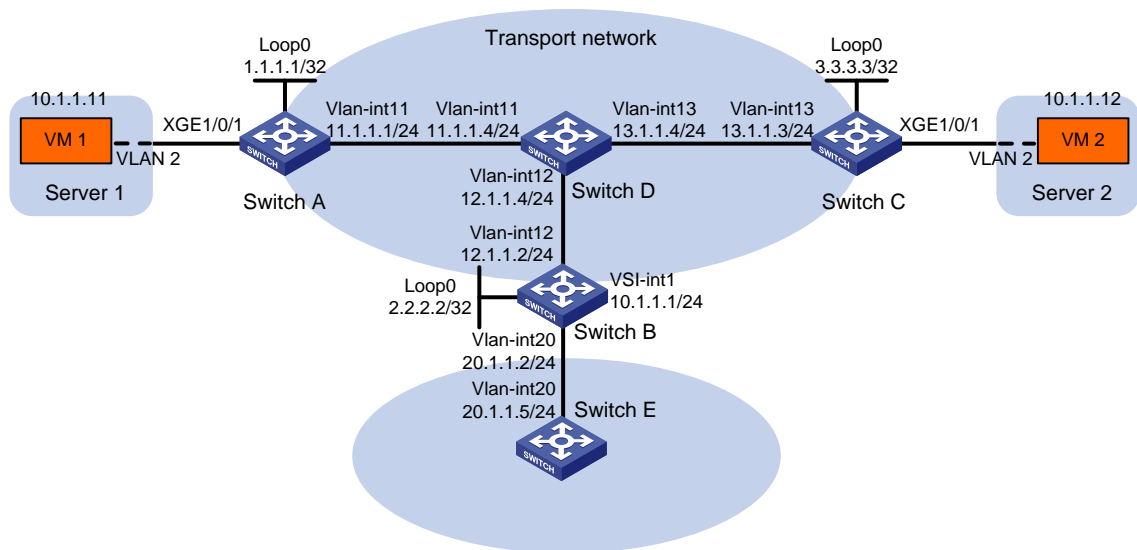 Transport network
Loop0
1.1.1.1/32
Loop0
3.3.3.3/32
10.1.1.11
VM 1
VLAN 2
Server 1
XGE1/0/1
SWITCH
Switch A
Vlan-int11
11.1.1.1/24
Vlan-int11
11.1.1.4/24
SWITCH
Switch D
Vlan-int13
13.1.1.4/24
Vlan-int13
13.1.1.3/24
SWITCH
Switch C
XGE1/0/1
10.1.1.12
VM 2
VLAN 2
Server 2
Vlan-int12
12.1.1.4/24
Vlan-int12
12.1.1.2/24
Loop0
2.2.2.2/32
SWITCH
VSI-int1
10.1.1.1/24
Switch B
Vlan-int20
20.1.1.2/24
Vlan-int20
20.1.1.5/24
Switch E
SWITCH